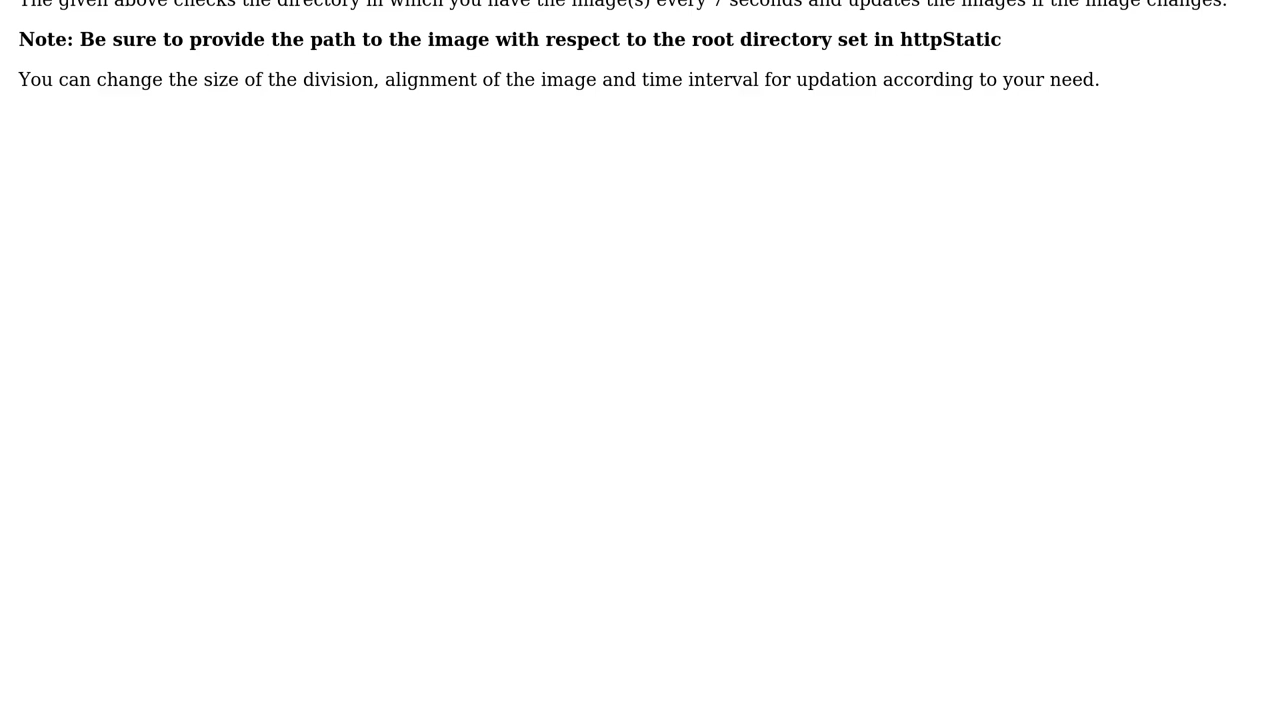 The given above checks the directory in which you have the image(s) every 7 seconds and updates the images if the image changes.
Note: Be sure to provide the path to the image with respect to the root directory set in httpStatic
You can change the size of the division, alignment of the image and time interval for updation according to your need.